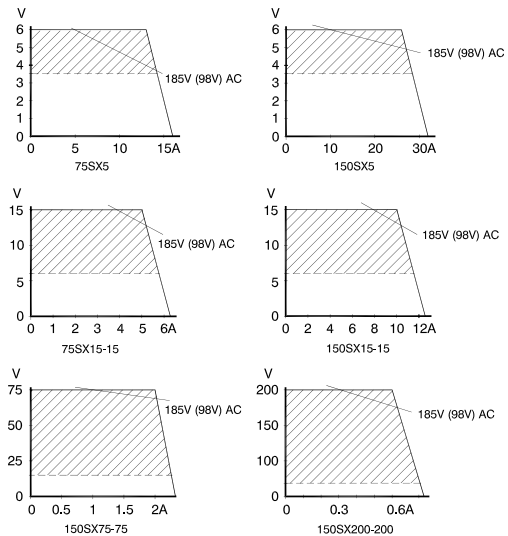 V
6
5
4
3
2
1
0
0 5 10 15A
185V (98V) AC
75SX5
V
6
5
4
3
2
1
0
0 10 20 30A
185V (98V) AC
150SX5
V
15
10
5
0
0 1 2 3 4 5 6A
185V (98V) AC
75SX15-15
V
15
10
5
0
0 2 4 6 8 10 12A
185V (98V) AC
150SX15-15
V
75
50
25
0
0 0.5 1 1.5 2A
185V (98V) AC
150SX75-75
V
200
150
100
0
0 0.3 0.6A
185V (98V) AC
150SX200-200